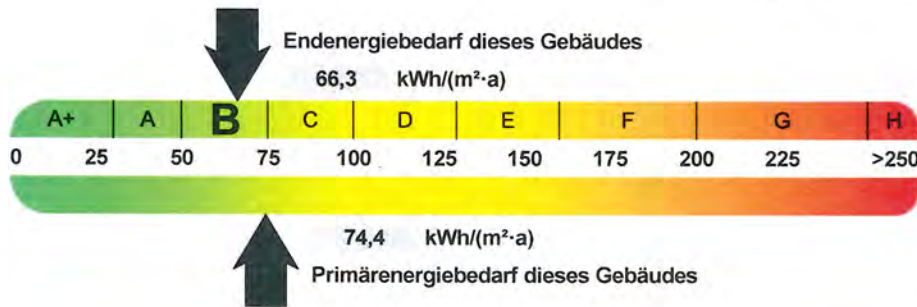 Endenergiebedarf dieses Gebäudes
66,3 kWh/(m²·a)
A+ A B C D E F G H
0 25 50 75 100 125 150 175 200 225 >250
74,4 kWh/(m²·a)
Primärenergiebedarf dieses Gebäudes